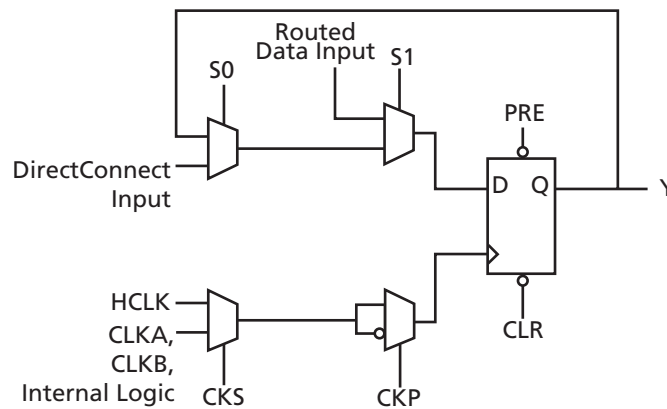 Routed
Data Input
S1
S0
PRE
DirectConnect
Input
D
Q
Y
HCLK
CLKA,
CLKB,
Internal Logic
CKS
CKP
CLR